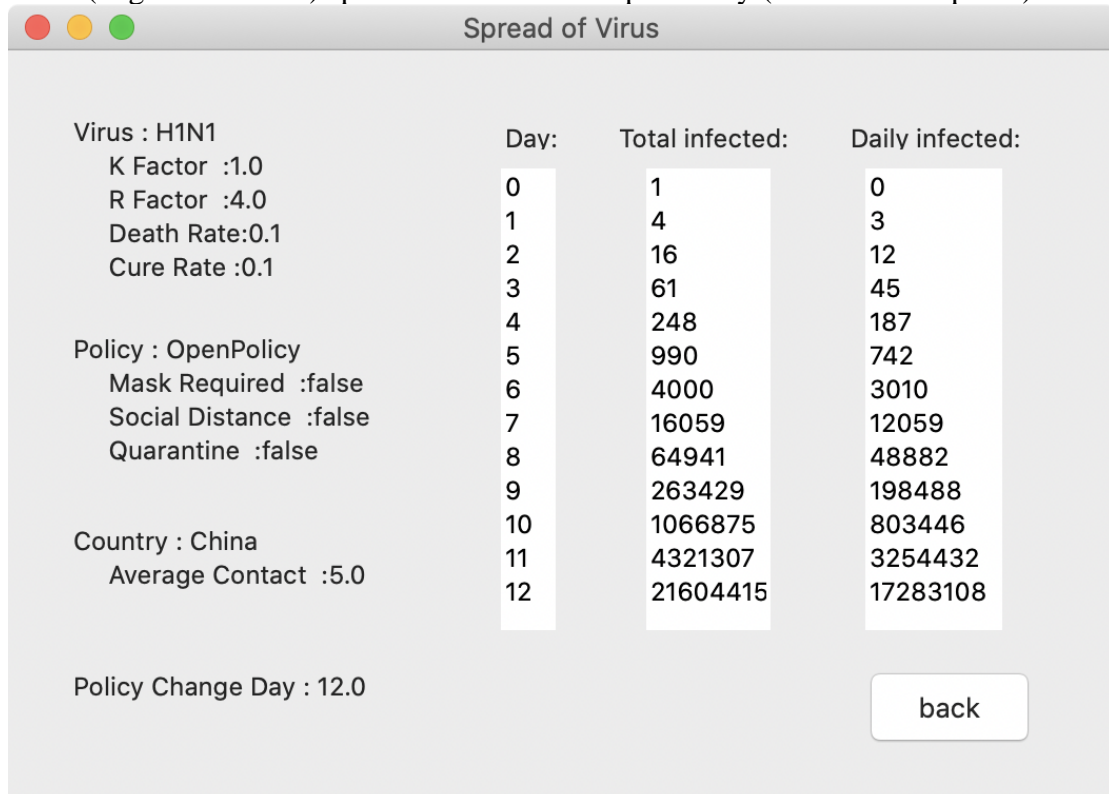 Spread of Virus
Virus : H1N1
K Factor :1.0
R Factor :4.0
Death Rate:0.1
Cure Rate :0.1
Policy : OpenPolicy
Mask Required :false
Social Distance :false
Quarantine :false
Country : China
Average Contact :5.0
Policy Change Day : 12.0
Day: Total infected: Daily infected:
0 1 0
1 4 3
2 16 12
3 61 45
4 248 187
5 990 742
6 4000 3010
7 16059 12059
8 64941 48882
9 263429 198488
10 1066875 803446
11 4321307 3254432
12 21604415 17283108
back